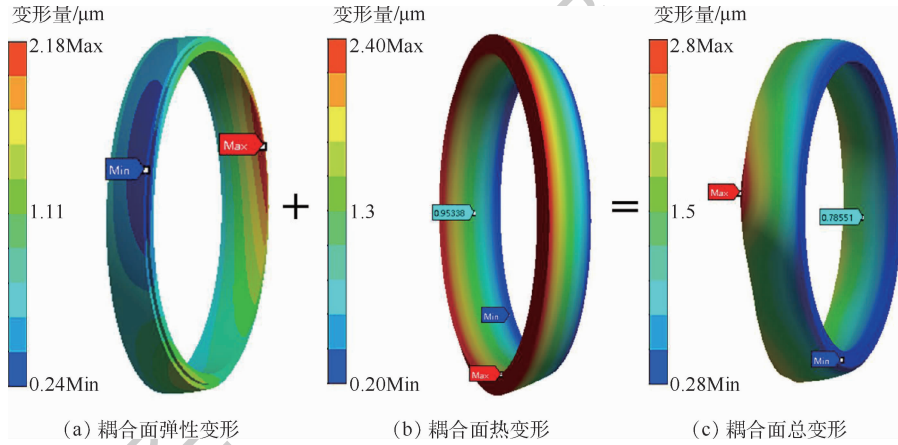 变形量/μm
2.18Max
1.11
0.24Min
Min
Max
(a) 耦合面弹性变形
+
变形量/μm
2.40Max
1.3
0.20Min
0.95338
Min
Max
(b) 耦合面热变形
=
变形量/μm
2.8Max
1.5
0.28Min
Max
0.78551
Min
(c) 耦合面总变形